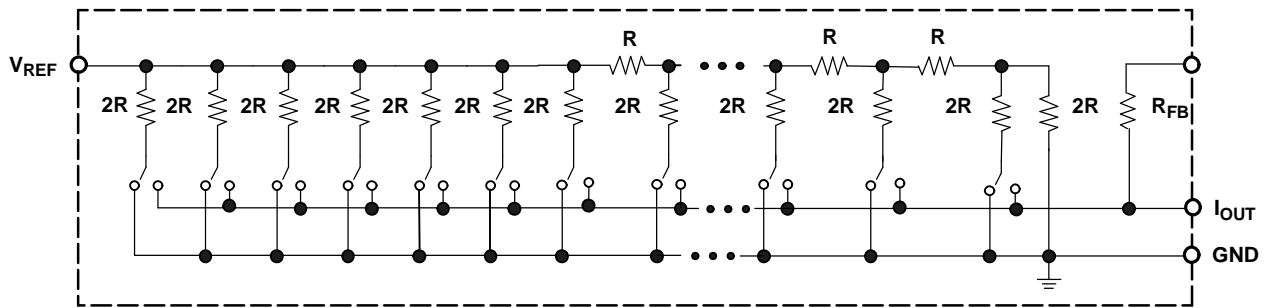 R R R
V_REF
2R 2R 2R 2R 2R 2R 2R 2R 2R 2R 2R 2R R_FB
I_OUT
GND